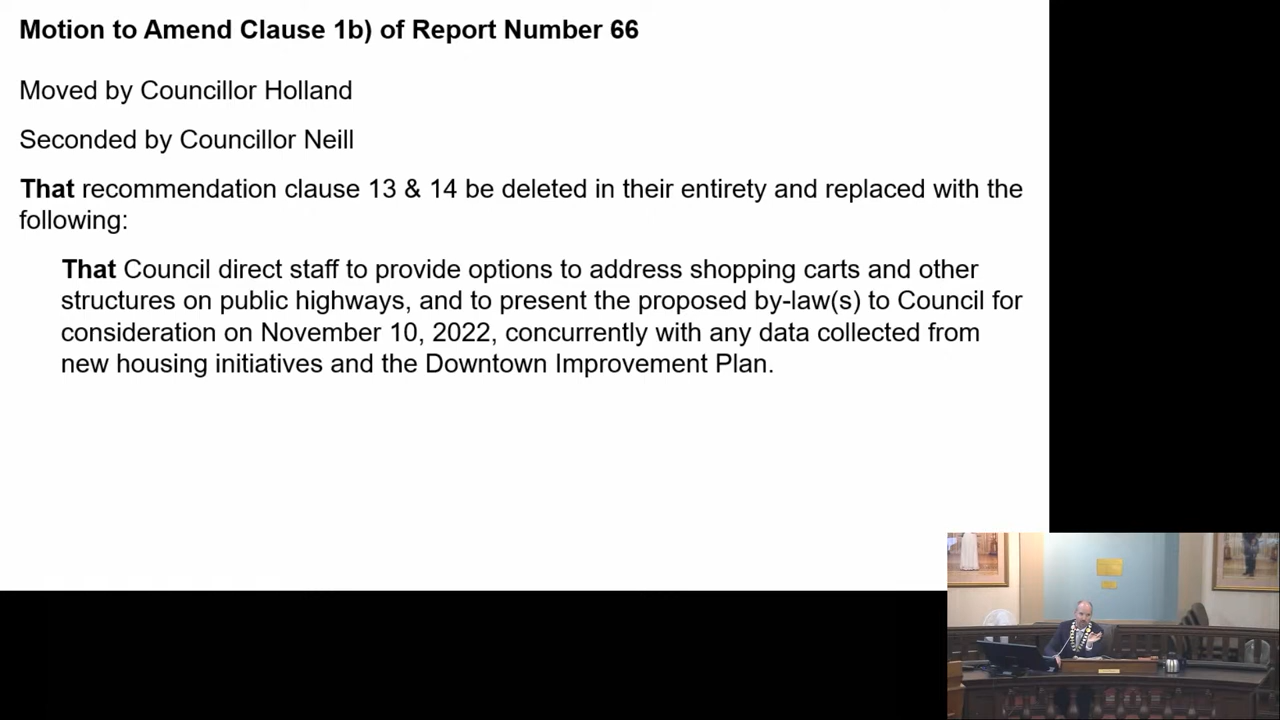 Motion to Amend Clause 1b) of Report Number 66
Moved by Councillor Holland
Seconded by Councillor Neill
That recommendation clause 13 & 14 be deleted in their entirety and replaced with the
following:
That Council direct staff to provide options to address shopping carts and other
structures on public highways, and to present the proposed by-law(s) to Council for
consideration on November 10, 2022, concurrently with any data collected from
new housing initiatives and the Downtown Improvement Plan.